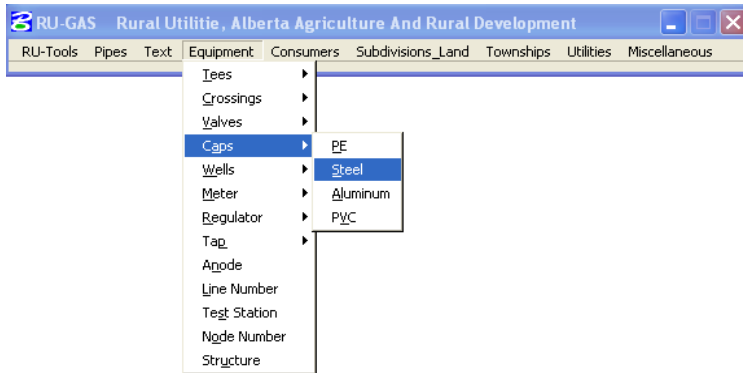 RU-GAS Rural Utilitie, Alberta Agriculture And Rural Development
RU-Tools Pipes Text Equipment Consumers Subdivisions_Land Townships Utilities Miscellaneous
Tees
Crossings
Valves
Caps
PE
Wells
Steel
Meter
Aluminum
Regulator
PVC
Tap
Anode
Line Number
Test Station
Node Number
Structure